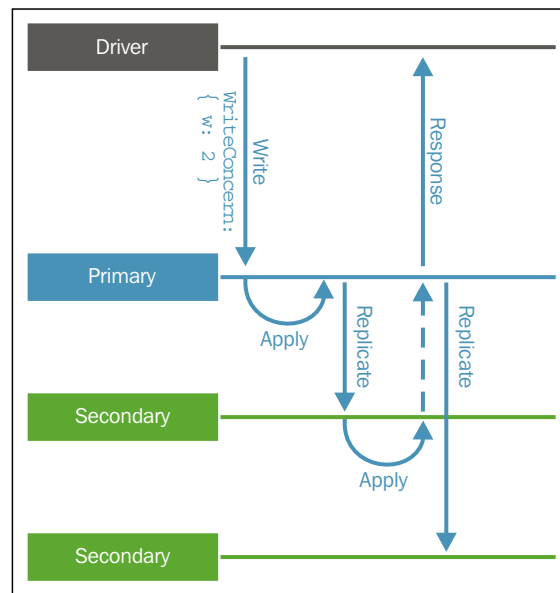 Driver
Write
WriteConcern:
{ w: 2 }
Response
Primary
Apply
Replicate
Replicate
Secondary
Apply
Secondary